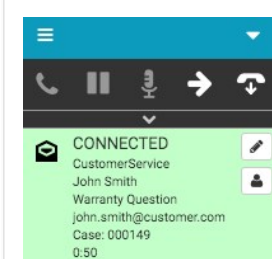 CONNECTED
CustomerService
John Smith
Warranty Question
john.smith@customer.com
Case: 000149
0:50